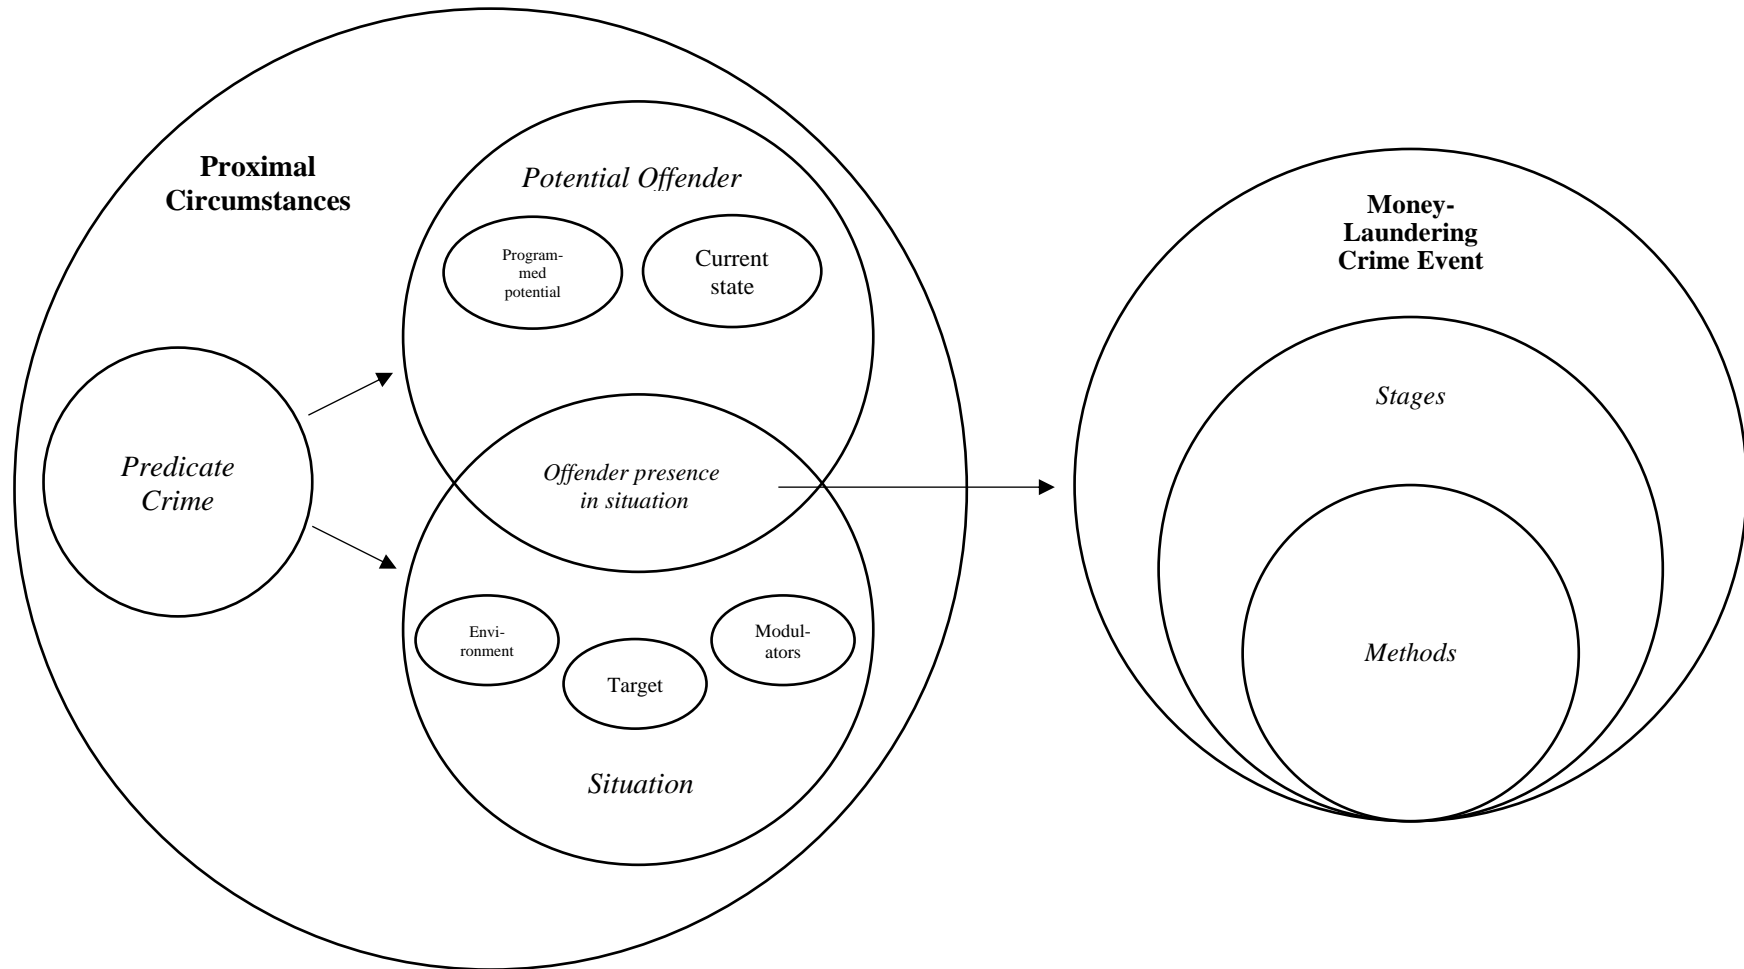 Proximal
Circumstances
Potential Offender
Program-
med
potential
Current
state
Predicate
Crime
Offender presence
in situation
Envi-
ronment
Target
Modul-
ators
Situation
Money-
Laundering
Crime Event
Stages
Methods